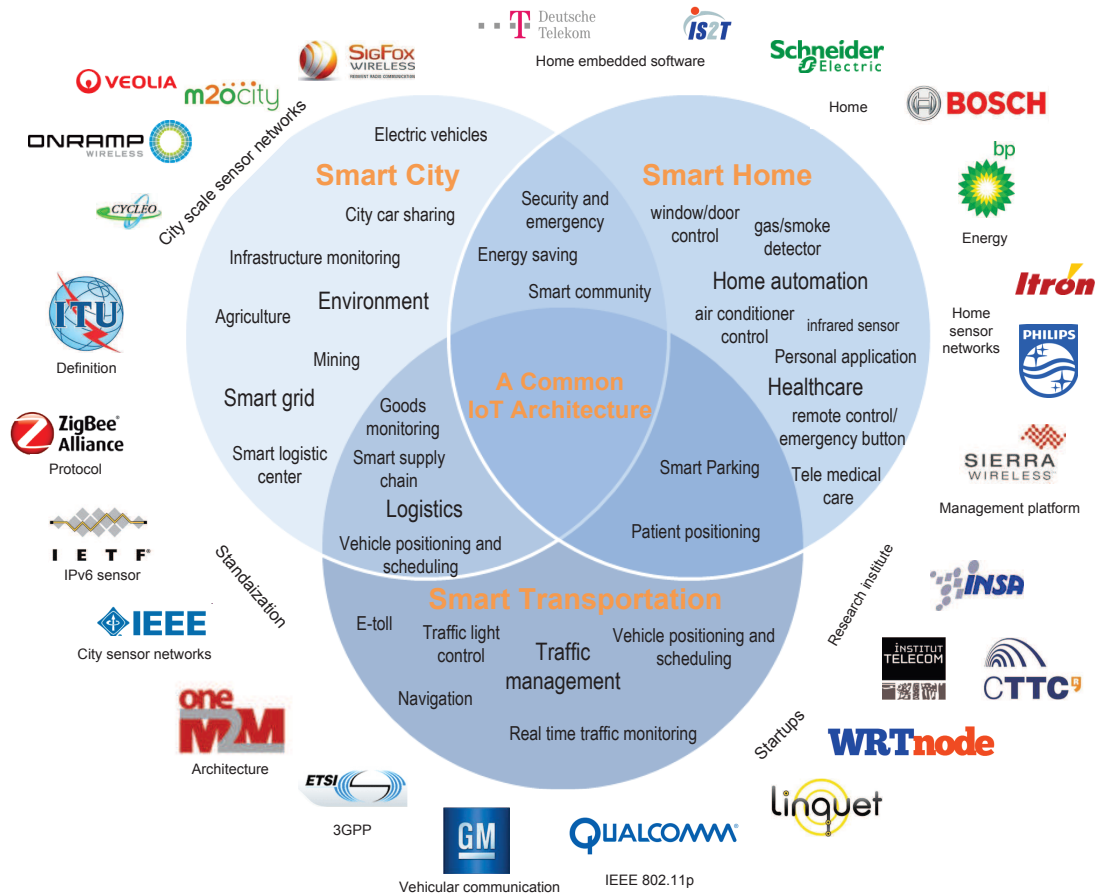 Deutsche
Telekom
IS2T
Home embedded software
SIGFOX
WIRELESS
Schneider
Electric
VEOLIA
m2ocity
ONRAMP
WIRELESS
CYCLEO
City scale sensor networks
Home
BOSCH
bp
Energy
Itrón
Home
sensor
networks
PHILIPS
SIERRA
WIRELESS™
Management platform
Electric vehicles
Smart City
City car sharing
Infrastructure monitoring
Environment
Agriculture
Mining
Smart grid
Smart logistic
center
Security and
emergency
Energy saving
Smart community
Smart Home
window/door
control
gas/smoke
detector
Home automation
air conditioner
control
infrared sensor
Personal application
Healthcare
remote control/
emergency button
Tele medical
care
A Common
IoT Architecture
Goods
monitoring
Smart supply
chain
Logistics
Vehicle positioning and
scheduling
Smart Parking
Patient positioning
Smart Transportation
E-toll
Traffic light
control
Traffic
management
Vehicle positioning and
scheduling
Navigation
Real time traffic monitoring
ITU
Definition
ZigBee®
Alliance
Protocol
I E T F®
IPv6 sensor
Standaization
IEEE
City sensor networks
one
M2M
Architecture
ETSI
3GPP
GM
Vehicular communication
QUALCOMM®
IEEE 802.11p
Research institute
INSA
INSTITUT
TELECOM
CTTC
Startups
WRTnode
linquet